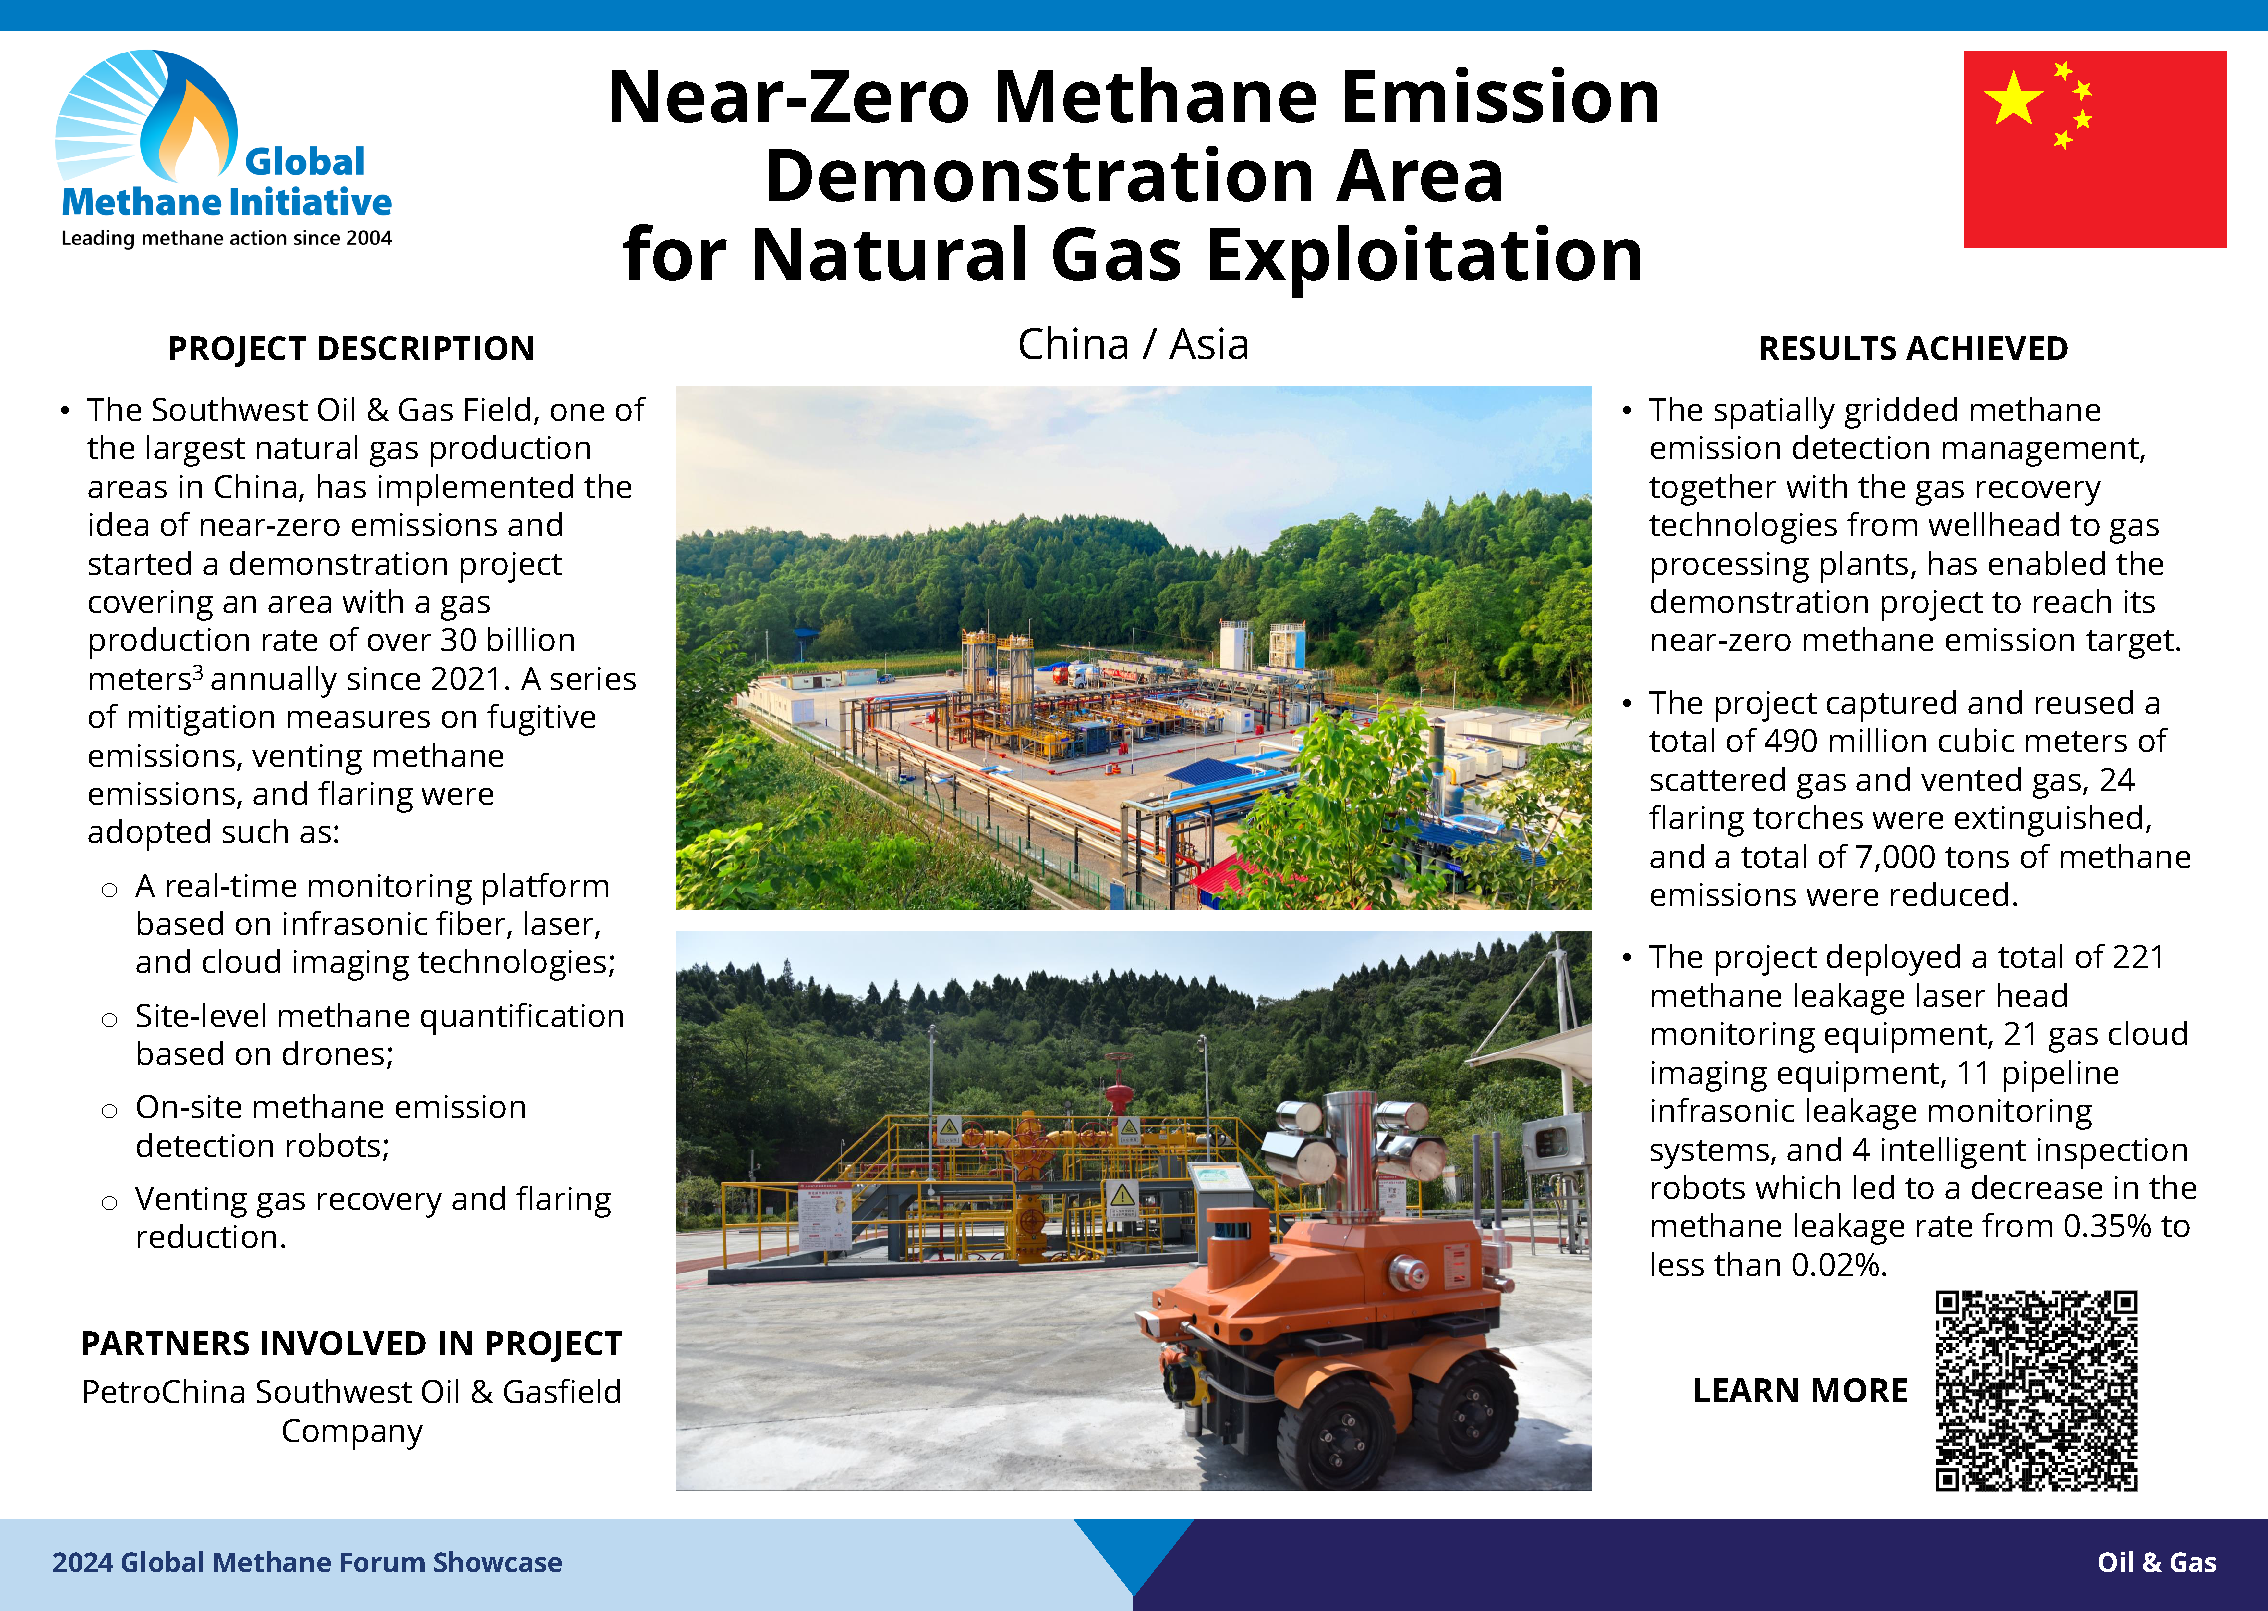 Global
Methane Initiative
Leading methane action since 2004
Near-Zero Methane Emission
Demonstration Area
for Natural Gas Exploitation
China / Asia
PROJECT DESCRIPTION
• The Southwest Oil & Gas Field, one of
the largest natural gas production
areas in China, has implemented the
idea of near-zero emissions and
started a demonstration project
covering an area with a gas
production rate of over 30 billion
meters³ annually since 2021. A series
of mitigation measures on fugitive
emissions, venting methane
emissions, and flaring were
adopted such as:
o A real-time monitoring platform
based on infrasonic fiber, laser,
and cloud imaging technologies;
o Site-level methane quantification
based on drones;
o On-site methane emission
detection robots;
o Venting gas recovery and flaring
reduction.
PARTNERS INVOLVED IN PROJECT
PetroChina Southwest Oil & Gasfield
Company
RESULTS ACHIEVED
• The spatially gridded methane
emission detection management,
together with the gas recovery
technologies from wellhead to gas
processing plants, has enabled the
demonstration project to reach its
near-zero methane emission target.
• The project captured and reused a
total of 490 million cubic meters of
scattered gas and vented gas, 24
flaring torches were extinguished,
and a total of 7,000 tons of methane
emissions were reduced.
• The project deployed a total of 221
methane leakage laser head
monitoring equipment, 21 gas cloud
imaging equipment, 11 pipeline
infrasonic leakage monitoring
systems, and 4 intelligent inspection
robots which led to a decrease in the
methane leakage rate from 0.35% to
less than 0.02%.
LEARN MORE
2024 Global Methane Forum Showcase
Oil & Gas